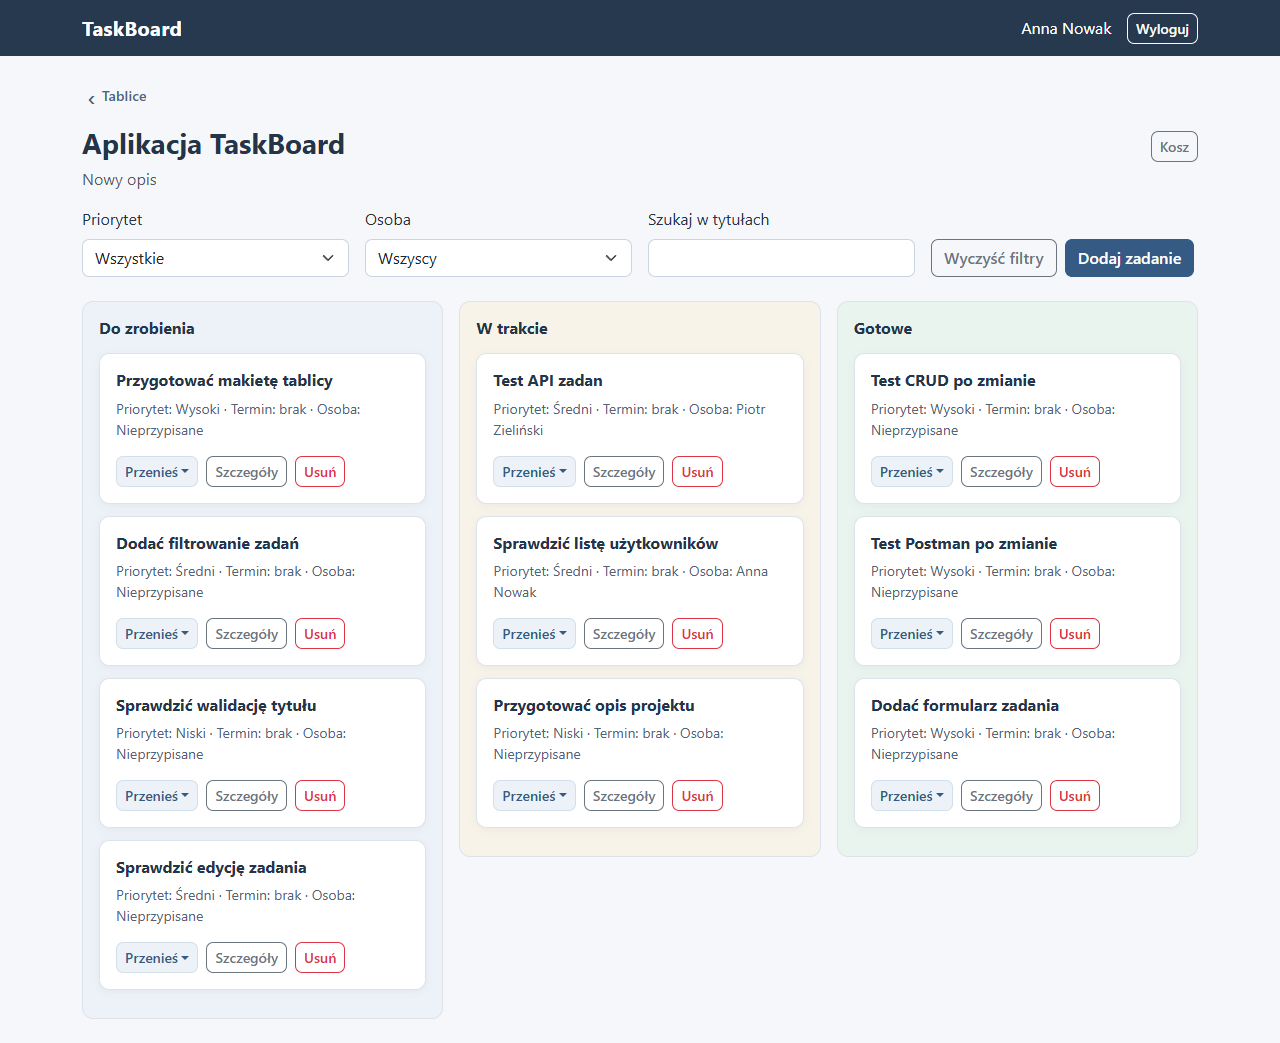 TaskBoard
Anna Nowak
Wyloguj
‹ Tablice
Aplikacja TaskBoard
Kosz
Nowy opis
Priorytet
Osoba
Szukaj w tytułach
Wszystkie
Wszyscy
Wyczyść filtry
Dodaj zadanie
Do zrobienia
Przygotować makietę tablicy
Priorytet: Wysoki · Termin: brak · Osoba:
Nieprzypisane
Przenieś
Szczegóły
Usuń
Dodać filtrowanie zadań
Priorytet: Średni · Termin: brak · Osoba:
Nieprzypisane
Przenieś
Szczegóły
Usuń
Sprawdzić walidację tytułu
Priorytet: Niski · Termin: brak · Osoba:
Nieprzypisane
Przenieś
Szczegóły
Usuń
Sprawdzić edycję zadania
Priorytet: Średni · Termin: brak · Osoba:
Nieprzypisane
Przenieś
Szczegóły
Usuń
W trakcie
Test API zadan
Priorytet: Średni · Termin: brak · Osoba: Piotr
Zieliński
Przenieś
Szczegóły
Usuń
Sprawdzić listę użytkowników
Priorytet: Średni · Termin: brak · Osoba: Anna
Nowak
Przenieś
Szczegóły
Usuń
Przygotować opis projektu
Priorytet: Niski · Termin: brak · Osoba:
Nieprzypisane
Przenieś
Szczegóły
Usuń
Gotowe
Test CRUD po zmianie
Priorytet: Wysoki · Termin: brak · Osoba:
Nieprzypisane
Przenieś
Szczegóły
Usuń
Test Postman po zmianie
Priorytet: Wysoki · Termin: brak · Osoba:
Nieprzypisane
Przenieś
Szczegóły
Usuń
Dodać formularz zadania
Priorytet: Wysoki · Termin: brak · Osoba:
Nieprzypisane
Przenieś
Szczegóły
Usuń